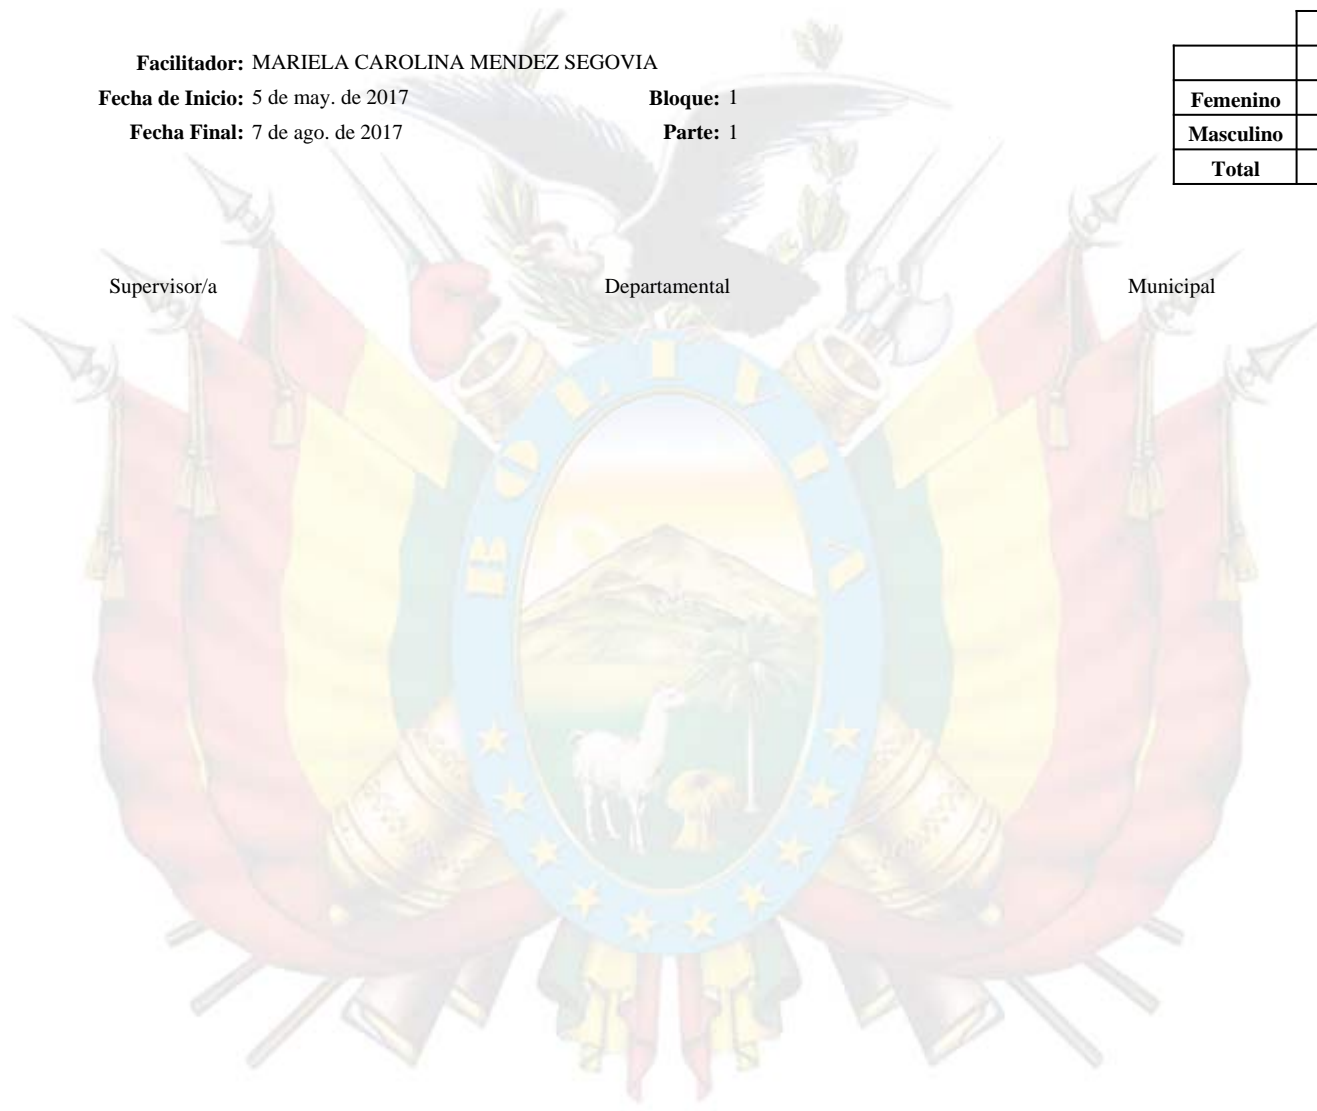 Facilitador: MARIELA CAROLINA MENDEZ SEGOVIA
Fecha de Inicio: 5 de may. de 2017 Bloque: 1
Fecha Final: 7 de ago. de 2017 Parte: 1
Femenino
Masculino
Total
Supervisor/a Departamental Municipal
BOLIVIA